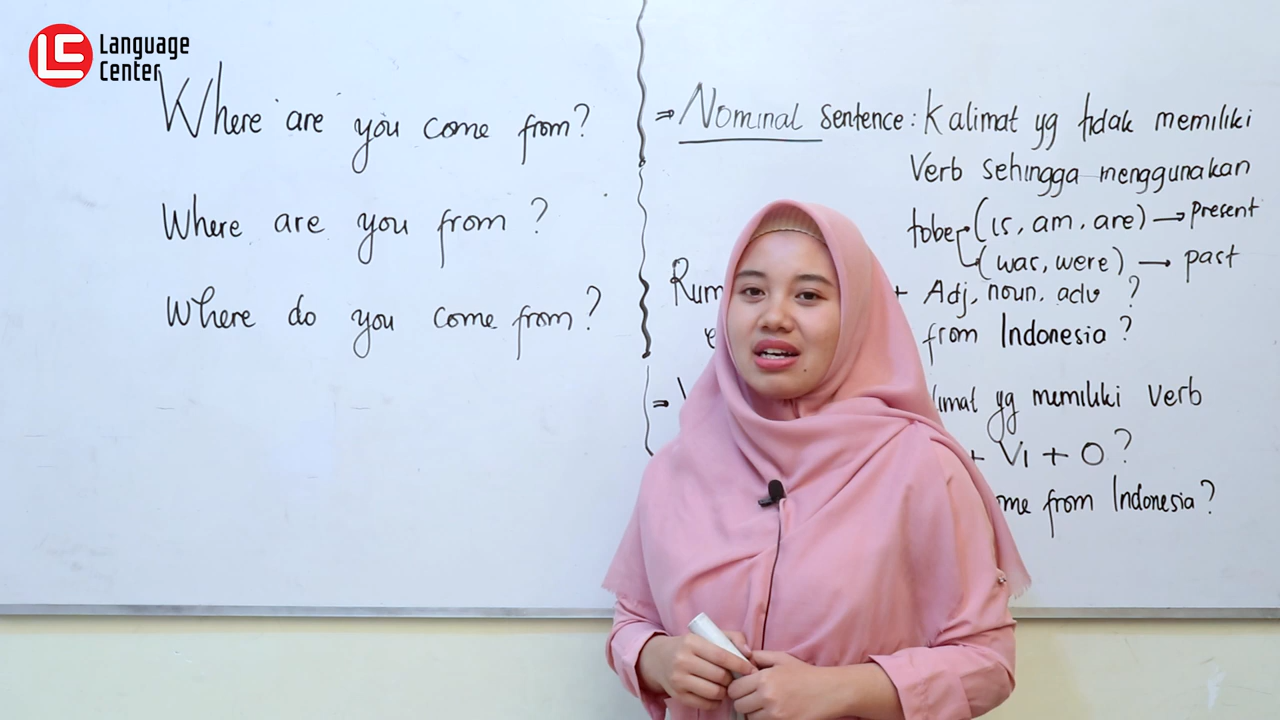 Language
Center
Where are you come from?
Where are you from ?
Where do you come from?
⇒ Nominal sentence : Kalimat yg tidak memiliki
Verb sehingga menggunakan
tobe (is, am, are) → Present
(was, were) → past
+ Adj, noun, adv ?
from Indonesia ?
yg memiliki Verb
+ V1 + O ?
from Indonesia ?